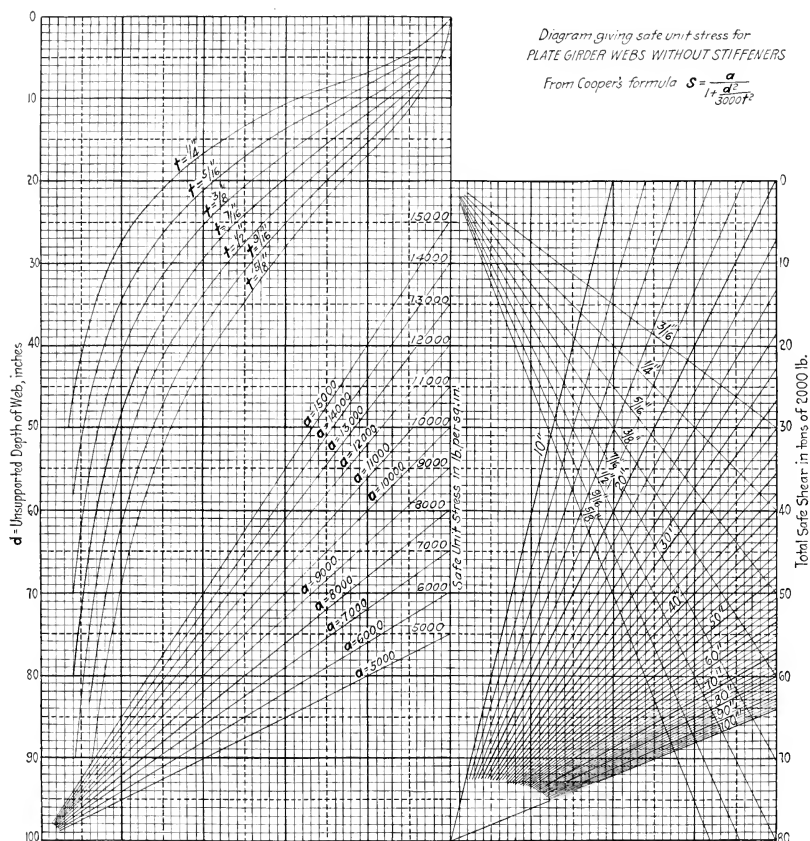 Diagram giving safe unit stress for
PLATE GIRDER WEBS WITHOUT STIFFENERS
From Cooper's formula S = a / 1 + d² / 3000t²
0
10
20
30
40
50
60
70
80
90
100
d = Unsupported Depth of Web, inches
t = 1/4"
t = 5/16"
t = 3/8"
t = 7/16"
t = 1/2"
t = 9/16"
t = 5/8"
15000
14000
13000
12000
11000
10000
9000
8000
7000
6000
5000
Safe Unit Stress in lb. per sq. in.
a = 15000
a = 14000
a = 13000
a = 12000
a = 11000
a = 10000
a = 9000
a = 8000
a = 7000
a = 6000
a = 5000
3/16"
1/4"
5/16"
3/8"
7/16"
1/2"
9/16"
5/8"
10"
30"
40"
50"
60"
80"
90"
100"
0
10
20
30
40
50
60
70
80
Total Safe Shear in tons of 2000 lb.